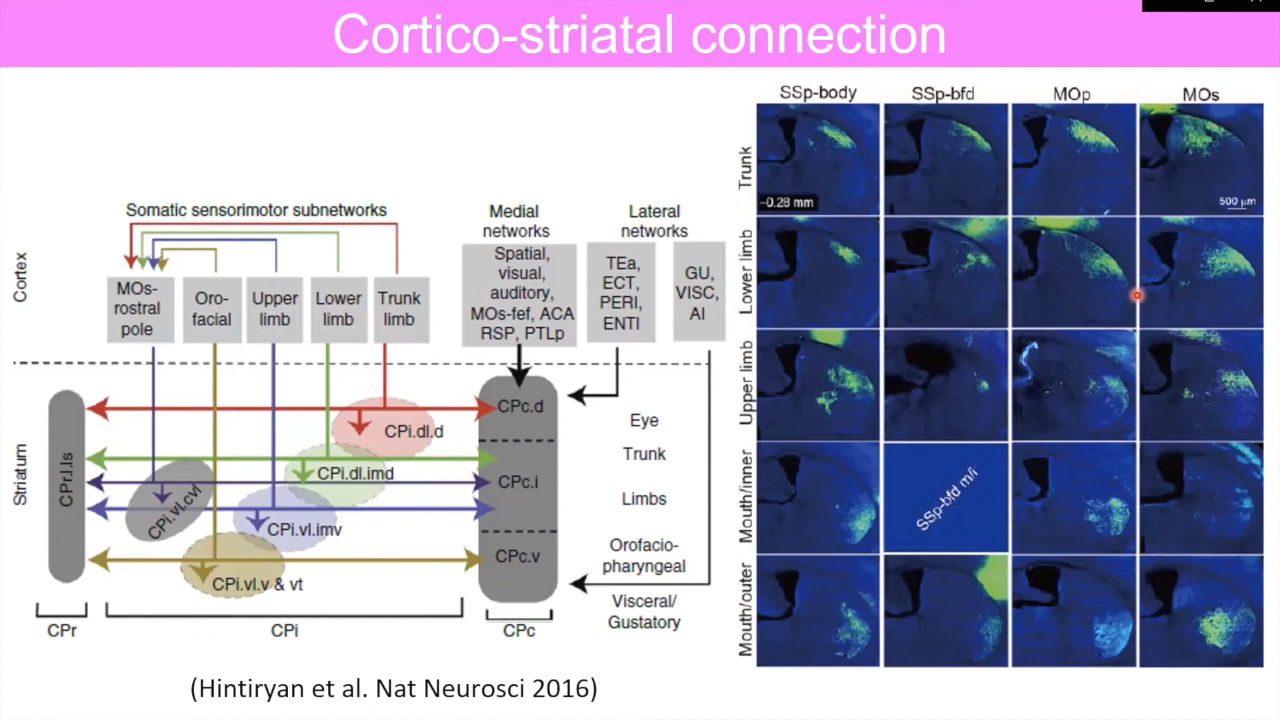 Cortico-striatal connection
Somatic sensorimotor subnetworks
Medial
networks
Lateral
networks
Cortex
MOs-
rostral
pole
Oro-
facial
Upper
limb
Lower
limb
Trunk
limb
Spatial,
visual,
auditory,
MOs-fef, ACA
RSP, PTLp
TEa,
ECT,
PERI,
ENTI
GU,
VISC,
AI
Striatum
CPr.l.ls
CPi.vl.cvl
CPi.dl.d
CPi.dl.imd
CPi.vl.imv
CPi.vl.v & vt
CPc.d
CPc.i
CPc.v
Eye
Trunk
Limbs
Orofacio-
pharyngeal
Visceral/
Gustatory
CPr
CPi
CPc
(Hintiryan et al. Nat Neurosci 2016)
SSp-body
SSp-bfd
MOp
MOs
Trunk
–0.28 mm
500 µm
Lower limb
Upper limb
Mouth/inner
SSp-bfd m/i
Mouth/outer